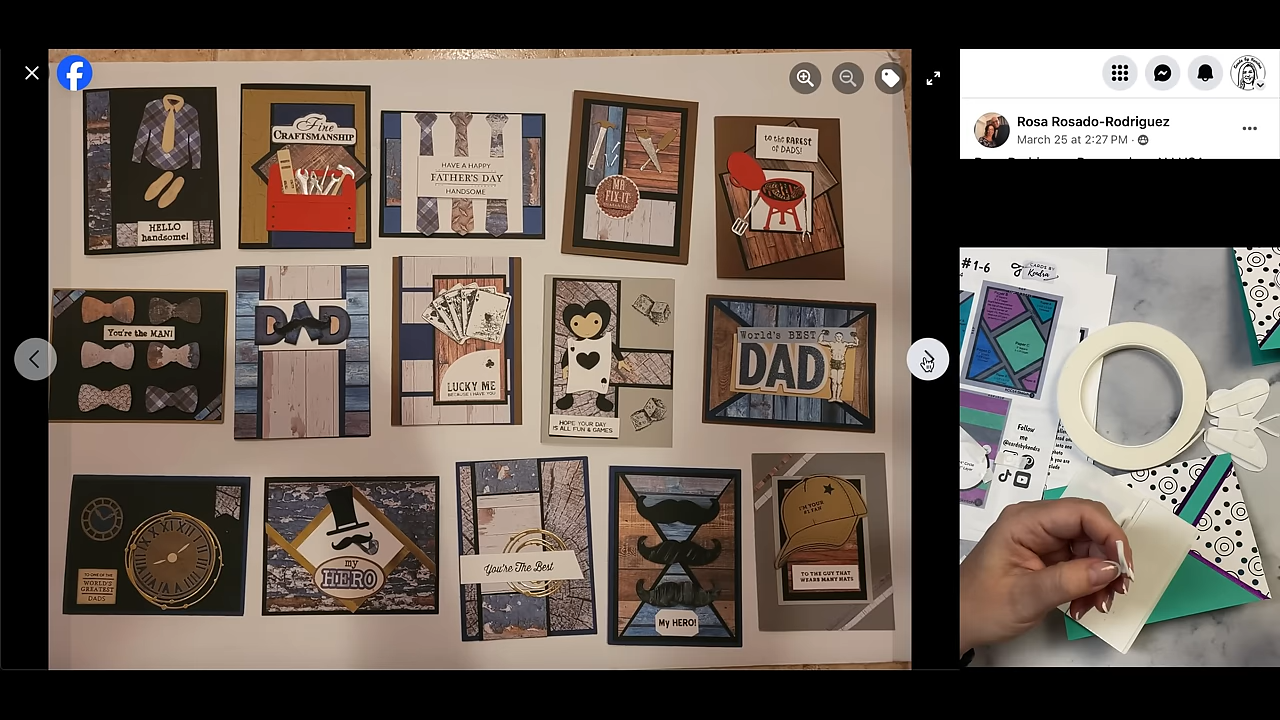 Rosa Rosado-Rodriguez
March 25 at 2:27 PM
HELLO
handsome!
Fine
CRAFTSMANSHIP
HAVE A HAPPY
FATHER'S DAY
HANDSOME
MR
FIX-IT
to the RAREST
of DADS!
You're the MAN!
DAD
LUCKY ME
BECAUSE I HAVE YOU
HOPE YOUR DAY
IS ALL FUN & GAMES
World's BEST
DAD
TO ONE OF THE
WORLD'S
GREATEST
DADS
my
HERO
You're The Best
My HERO!
I'M YOUR
#1 FAN
TO THE GUY THAT
WEARS MANY HATS
#1-6
CARDS BY
Kendra
Follow
me
@cardsbykendra